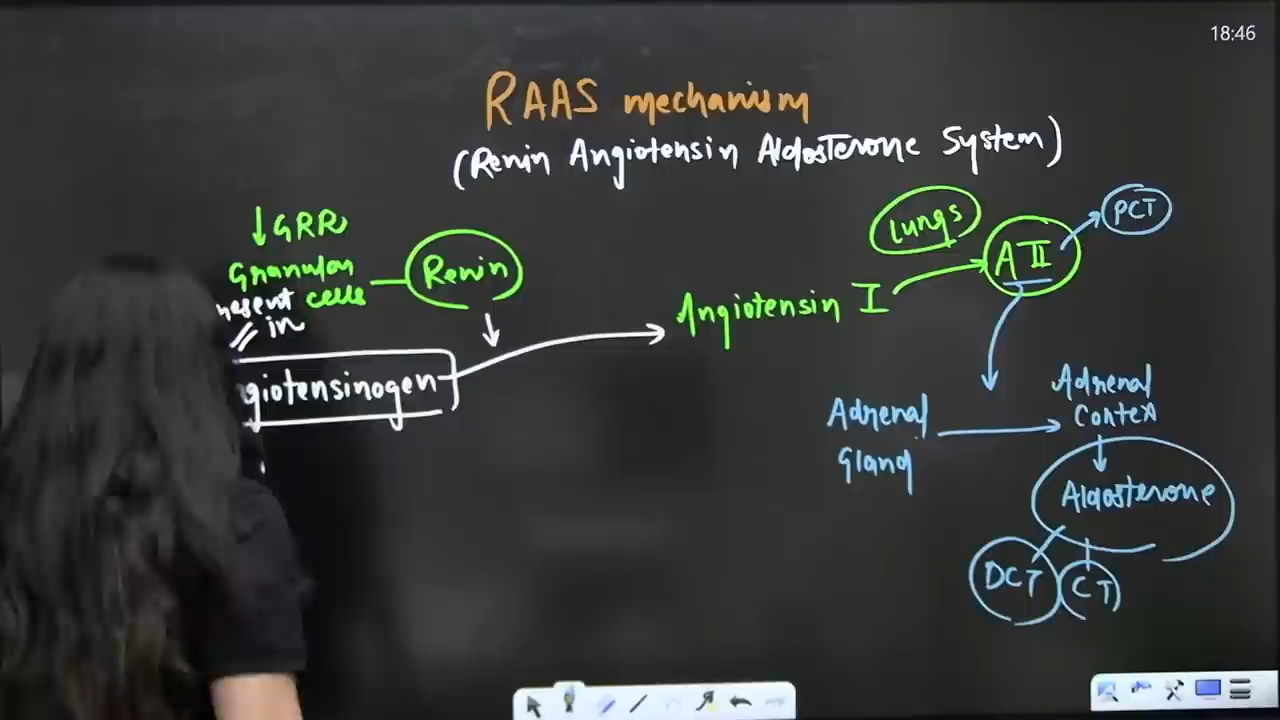 18:46
RAAS mechanism
(Renin Angiotensin Aldosterone System)
↓GRR
Granular
cells
Renin
in
giotensinogen
Angiotensin I
Lungs
A II
PCT
Adrenal
Gland
Adrenal
Cortex
Aldosterone
DCT
CT